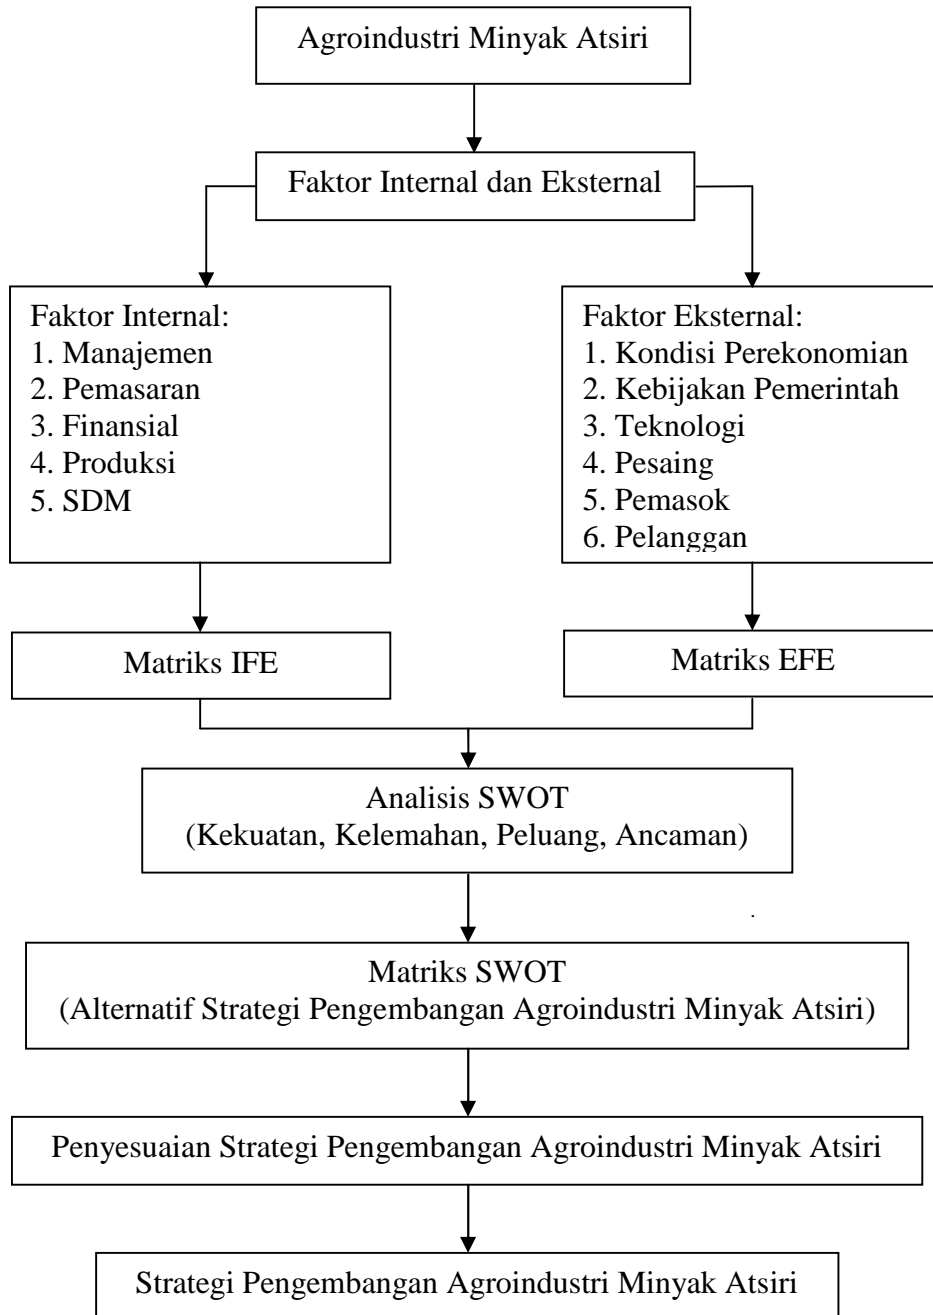 Agroindustri Minyak Atsiri
Faktor Internal dan Eksternal
Faktor Internal:
1. Manajemen
2. Pemasaran
3. Finansial
4. Produksi
5. SDM
Faktor Eksternal:
1. Kondisi Perekonomian
2. Kebijakan Pemerintah
3. Teknologi
4. Pesaing
5. Pemasok
6. Pelanggan
Matriks IFE
Matriks EFE
Analisis SWOT
(Kekuatan, Kelemahan, Peluang, Ancaman)
Matriks SWOT
(Alternatif Strategi Pengembangan Agroindustri Minyak Atsiri)
Penyesuaian Strategi Pengembangan Agroindustri Minyak Atsiri
Strategi Pengembangan Agroindustri Minyak Atsiri